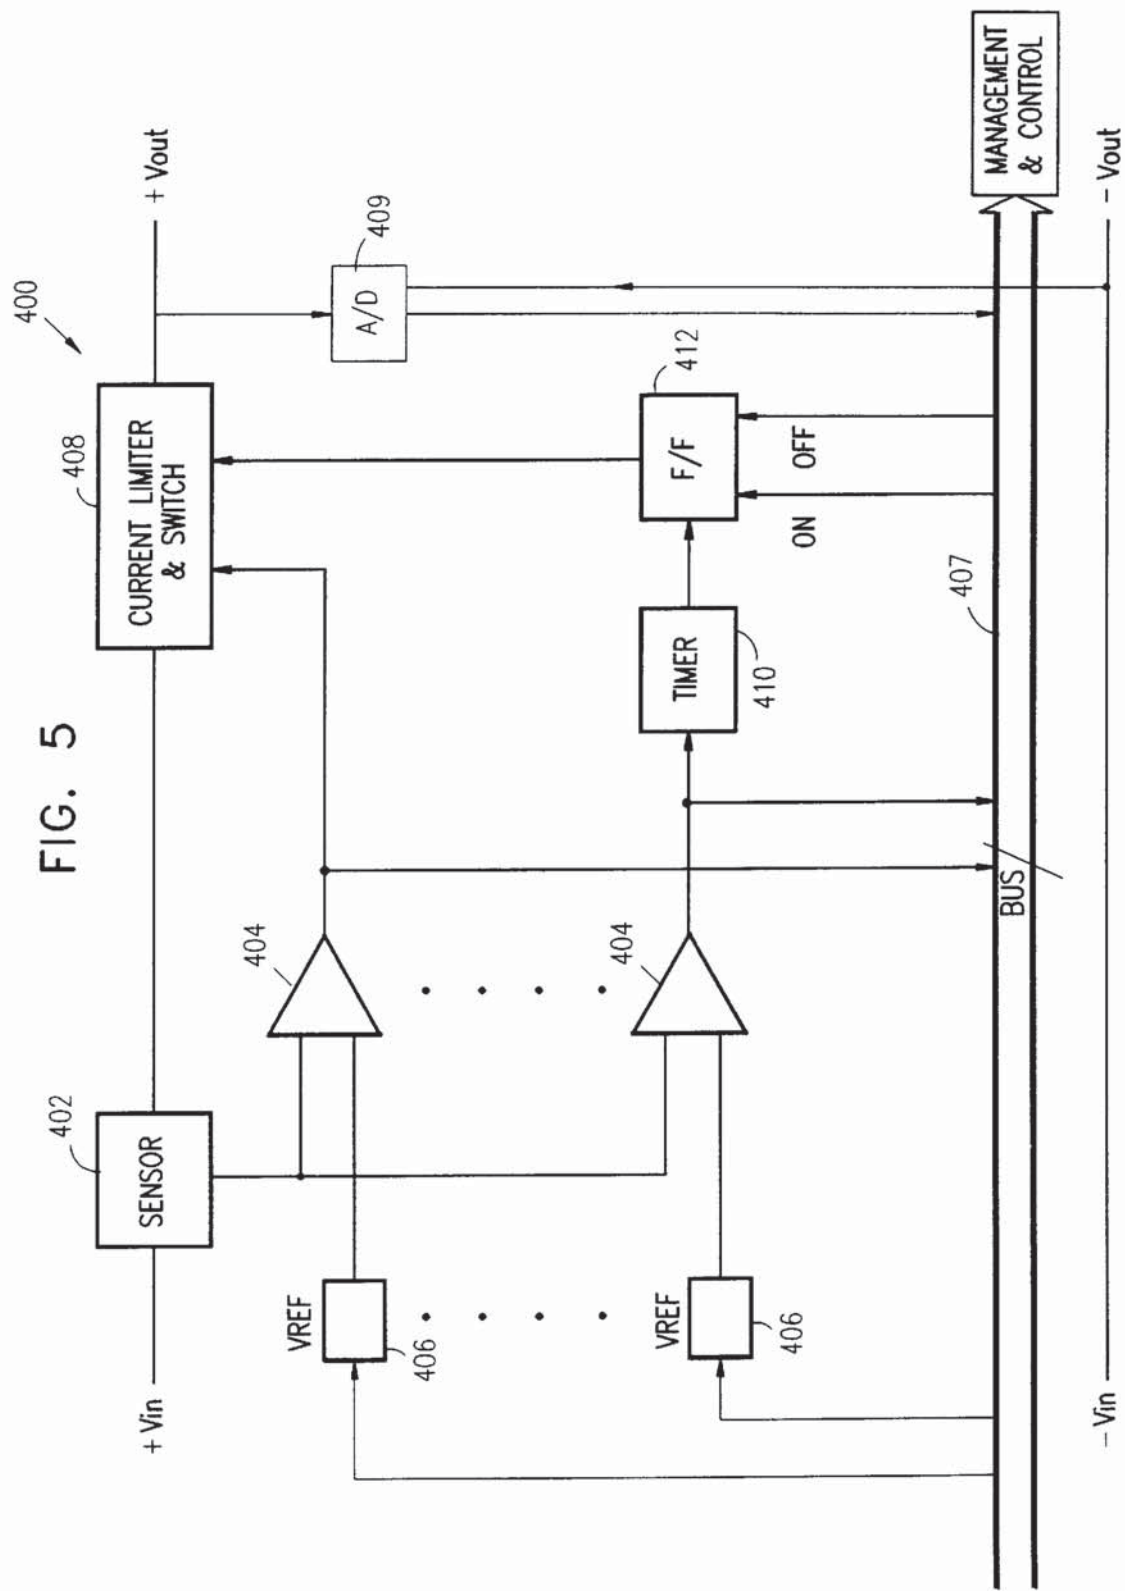 FIG. 5
400
+ Vin
402
SENSOR
408
CURRENT LIMITER
& SWITCH
+ Vout
VREF
406
404
409
A/D
VREF
406
404
TIMER
410
412
F/F
ON
OFF
407
BUS
MANAGEMENT
& CONTROL
− Vin
− Vout